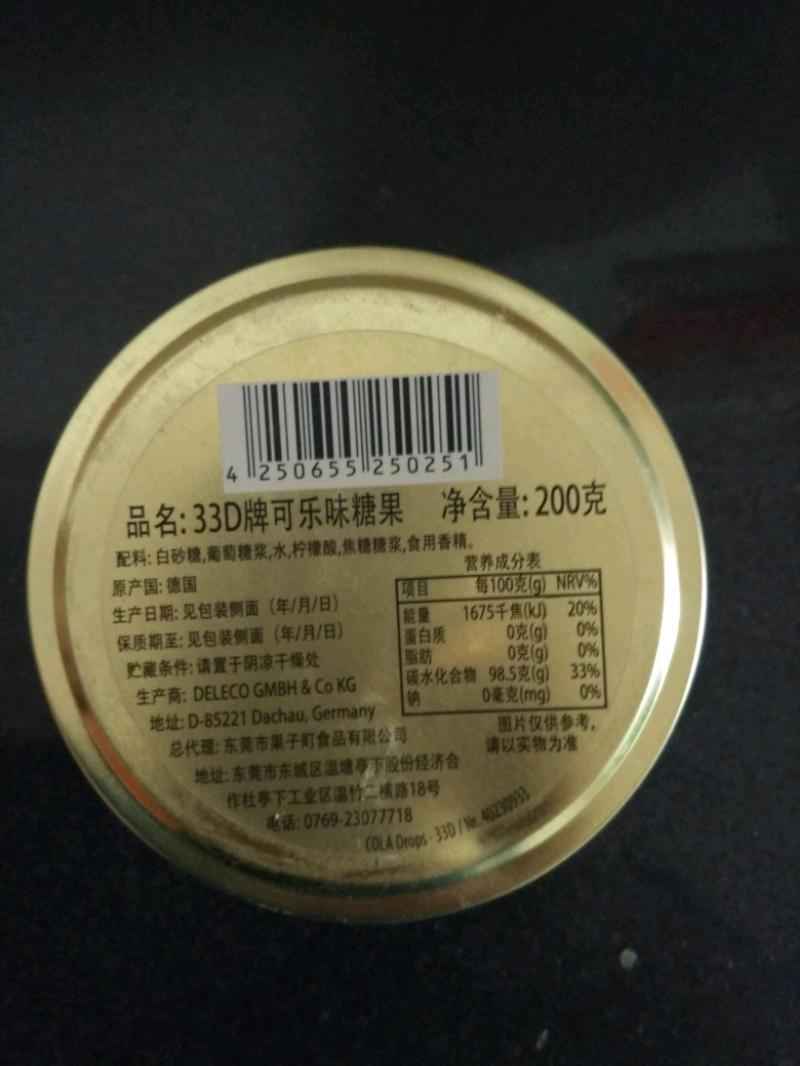 4 250655 250251
品名: 33D牌可乐味糖果 净含量: 200克
配料: 白砂糖,葡萄糖浆,水,柠檬酸,焦糖糖浆,食用香精。
原产国: 德国
生产日期: 见包装侧面 (年/月/日)
保质期至: 见包装侧面 (年/月/日)
贮藏条件: 请置于阴凉干燥处
生产商: DELECO GMBH & Co KG
地址: D-85221 Dachau, Germany
总代理: 东莞市果子町食品有限公司
地址: 东莞市东城区温塘亭下股份经济合
作社亭下工业区温竹二横路18号
电话: 0769-23077718
COLA Drops - 33D / Nr. 40230933
营养成分表
项目 每100克(g) NRV%
能量 1675千焦(kJ) 20%
蛋白质 0克(g) 0%
脂肪 0克(g) 0%
碳水化合物 98.5克(g) 33%
钠 0毫克(mg) 0%
图片仅供参考,
请以实物为准